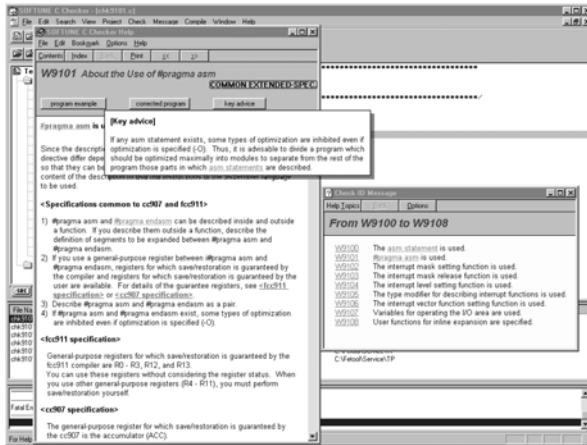 SOFTUNE C Checker - [chk9101.c]
File Edit Search View Project Check Message Compile Window Help
SOFTUNE C Checker Help
File Edit Bookmark Options Help
Contents Index Back Print << >>
W9101 About the Use of #pragma asm
COMMON EXTENDED-SPEC
program example corrected program key advice
[Key advice]
If any asm statement exists, some types of optimization are inhibited even if
optimization is specified (-O). Thus, it is advisable to divide a program which
should be optimized maximally into modules to separate from the rest of the
program those parts in which asm statements are described.
#pragma asm is u
Since the descripti
directive differ depe
so that they can be
content of the description
to be used.
<Specifications common to cc907 and fcc911>
1) #pragma asm and #pragma endasm can be described inside and outside
a function. If you describe them outside a function, describe the
definition of segments to be expanded between #pragma asm and
#pragma endasm.
2) If you use a general-purpose register between #pragma asm and
#pragma endasm, registers for which save/restoration is guaranteed by
the compiler and registers for which save/restoration is guaranteed by the
user are available. For details of the guarantee registers, see <fcc911
specification> or <cc907 specification>.
3) Describe #pragma asm and #pragma endasm as a pair.
4) If #pragma asm and #pragma endasm exist, some types of optimization
are inhibited even if optimization is specified (-O).
<fcc911 specification>
General-purpose registers for which save/restoration is guaranteed by the
fcc911 compiler are R0 - R3, R12, and R13.
You can use these registers without considering the register status. When
you use other general-purpose registers (R4 - R11), you must perform
save/restoration yourself.
<cc907 specification>
The general-purpose register for which save/restoration is guaranteed by
the cc907 is the accumulator (ACC).
Check ID Message
Help Topics Back Options
From W9100 to W9108
W9100 The asm statement is used.
W9101 #pragma asm is used.
W9102 The interrupt mask setting function is used.
W9103 The interrupt mask release function is used.
W9104 The interrupt level setting function is used.
W9105 The type modifier for describing interrupt functions is used.
W9106 The interrupt vector function setting function is used.
W9107 Variables for operating the I/O area are used.
W9108 User functions for inline expansion are specified.
C:\Fetool\Service\TP
SRC
File Na
chk910
chk910
chk910
chk910
chk910
Fatal En
For Help